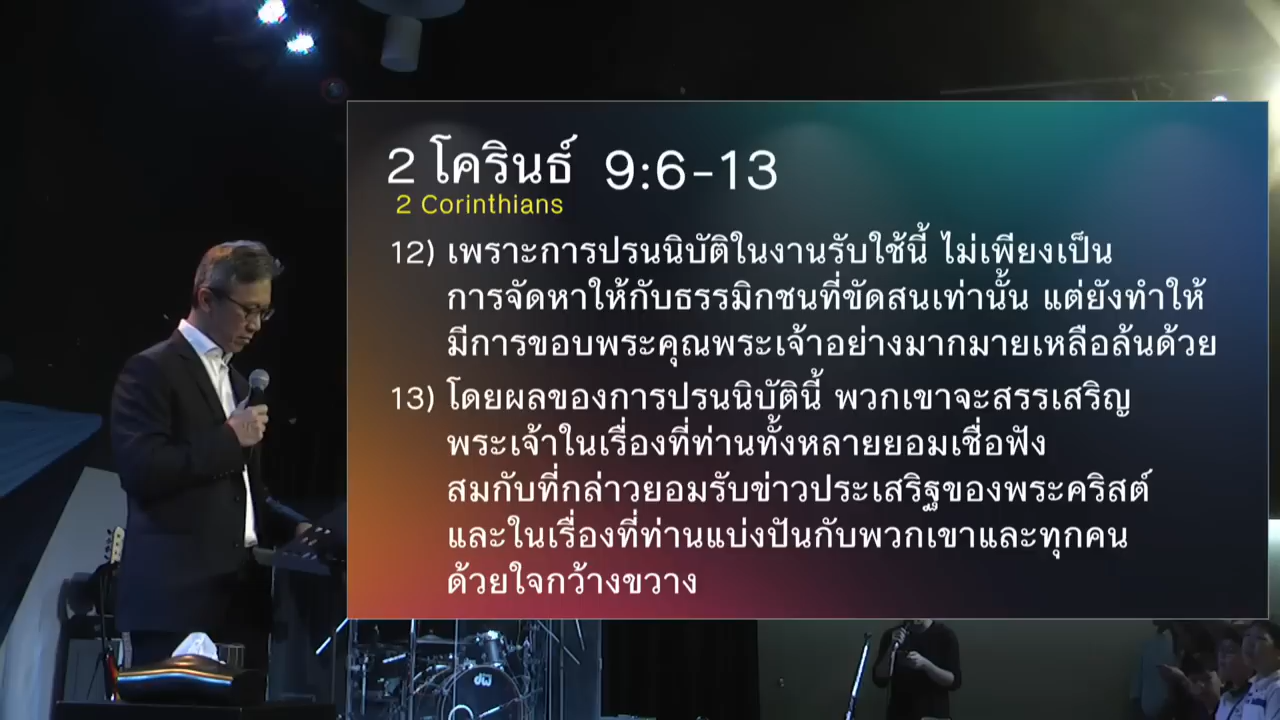 2 โครินธ์ 9:6-13
2 Corinthians
12) เพราะการปรนนิบัติในงานรับใช้นี้ ไม่เพียงเป็น
การจัดหาให้กับธรรมิกชนที่ขัดสนเท่านั้น แต่ยังทำให้
มีการขอบพระคุณพระเจ้าอย่างมากมายเหลือล้นด้วย
13) โดยผลของการปรนนิบัตินี้ พวกเขาจะสรรเสริญ
พระเจ้าในเรื่องที่ท่านทั้งหลายยอมเชื่อฟัง
สมกับที่กล่าวยอมรับข่าวประเสริฐของพระคริสต์
และในเรื่องที่ท่านแบ่งปันกับพวกเขาและทุกคน
ด้วยใจกว้างขวาง
dw